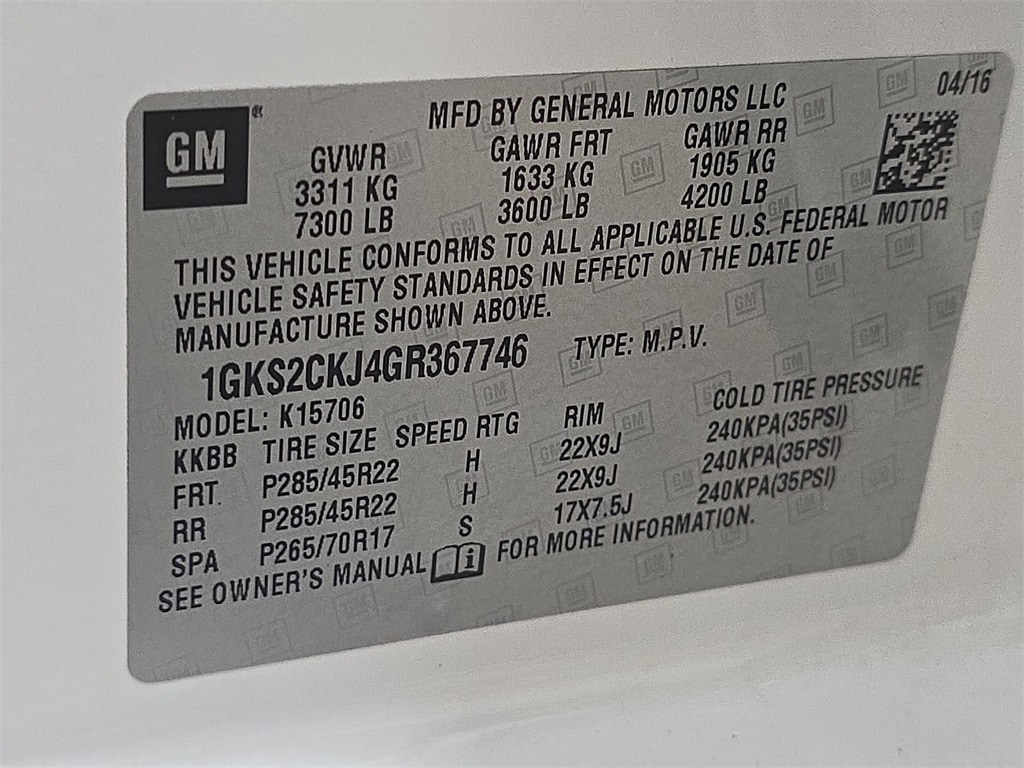 GM
®
MFD BY GENERAL MOTORS LLC
04/16
GVWR GAWR FRT GAWR RR
3311 KG 1633 KG 1905 KG
7300 LB 3600 LB 4200 LB
THIS VEHICLE CONFORMS TO ALL APPLICABLE U.S. FEDERAL MOTOR
VEHICLE SAFETY STANDARDS IN EFFECT ON THE DATE OF
MANUFACTURE SHOWN ABOVE.
1GKS2CKJ4GR367746 TYPE: M.P.V.
MODEL: K15706
KKBB TIRE SIZE SPEED RTG RIM COLD TIRE PRESSURE
FRT. P285/45R22 H 22X9J 240KPA(35PSI)
RR P285/45R22 H 22X9J 240KPA(35PSI)
SPA P265/70R17 S 17X7.5J 240KPA(35PSI)
SEE OWNER'S MANUAL i FOR MORE INFORMATION.